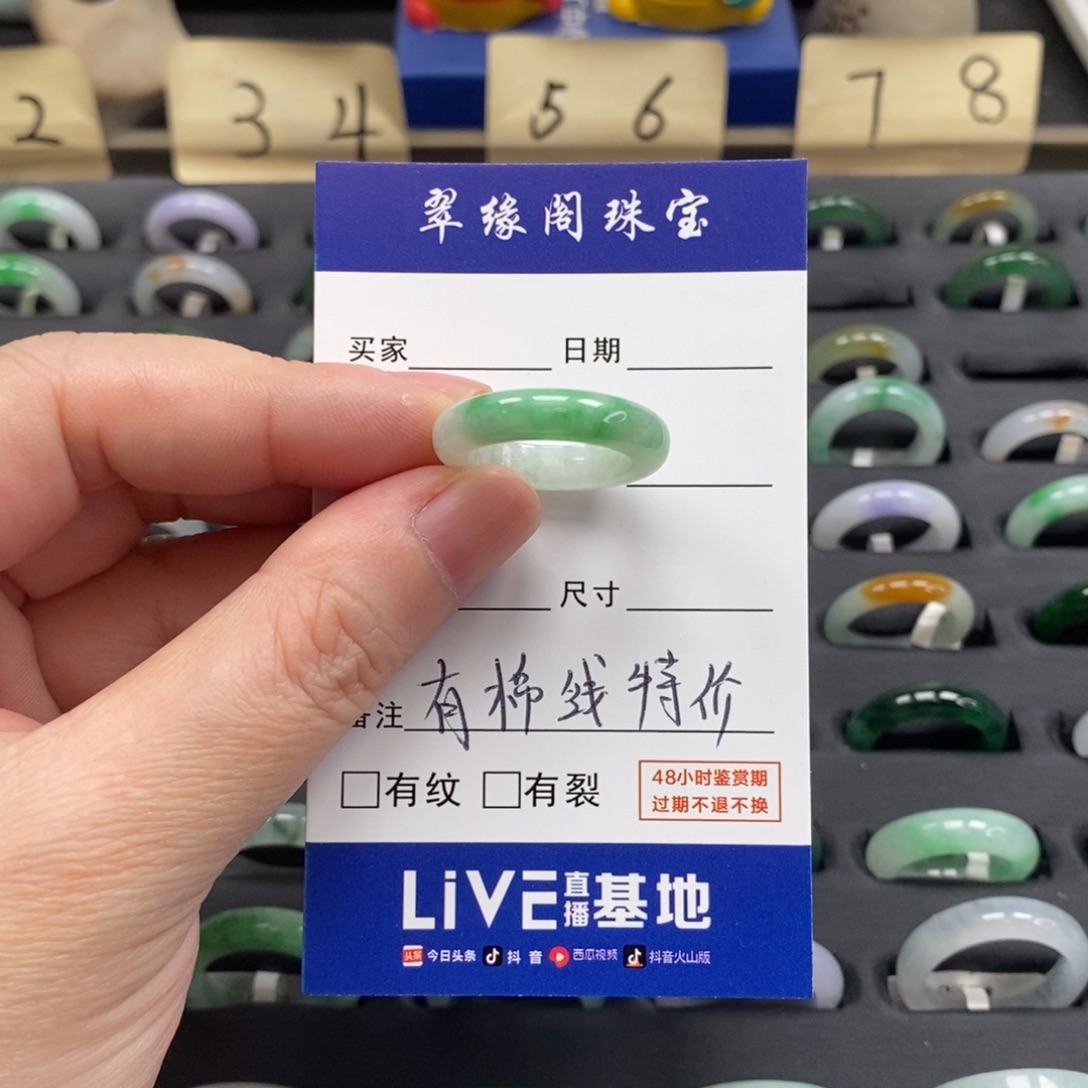 2
3 4
5 6
7 8
翠缘阁珠宝
买家 日期
尺寸
备注 有棉线特价
□有纹 □有裂
48小时鉴赏期
过期不退不换
LiVE直播基地
头条 今日头条 抖音 西瓜视频 抖音火山版